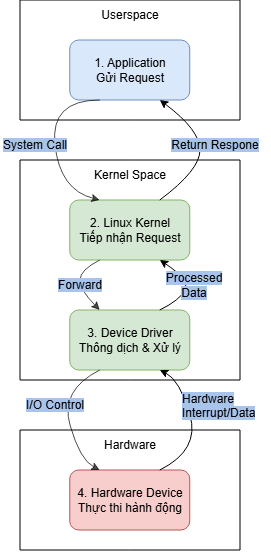 Userspace
1. Application
Gửi Request
System Call
Return Respone
Kernel Space
2. Linux Kernel
Tiếp nhận Request
Forward
Processed
Data
3. Device Driver
Thông dịch & Xử lý
I/O Control
Hardware
Interrupt/Data
Hardware
4. Hardware Device
Thực thi hành động